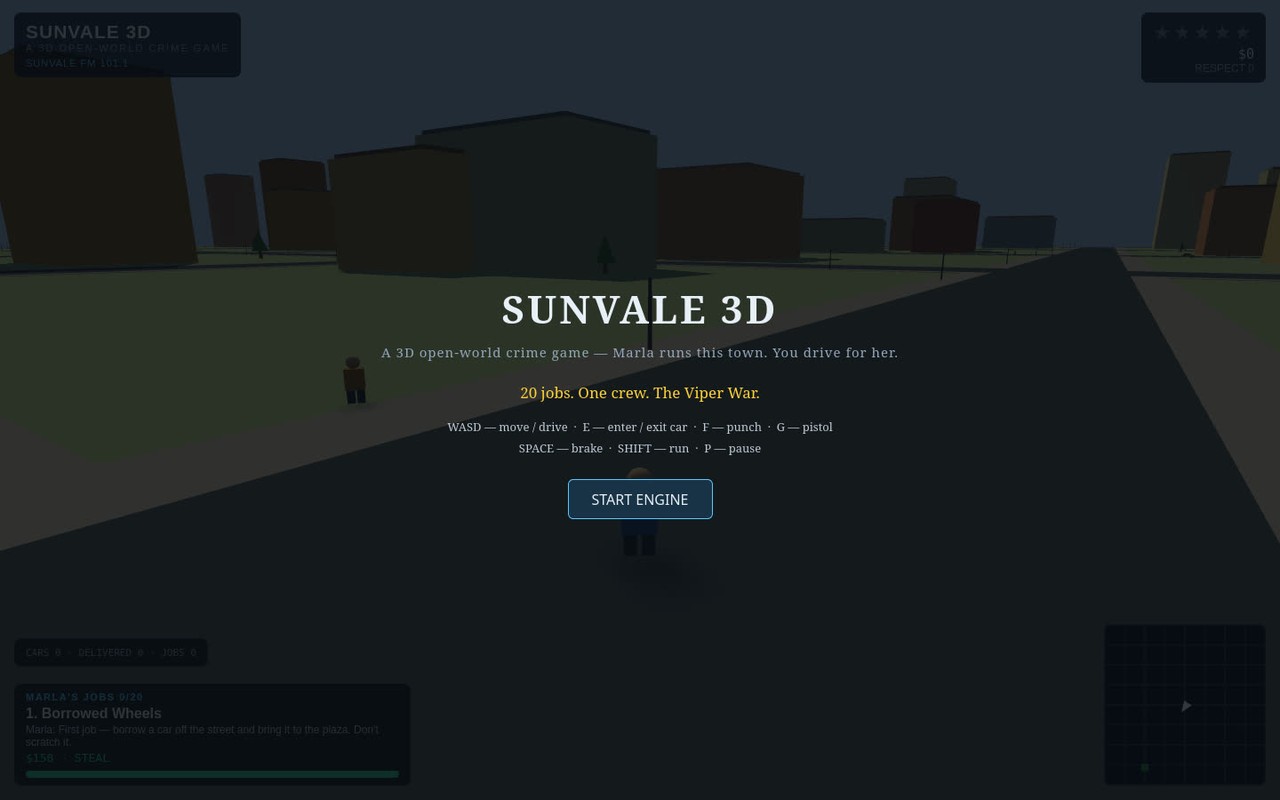 SUNVALE 3D
A 3D OPEN-WORLD CRIME GAME
SUNVALE FM 101.1
★★★★★
$0
RESPECT 0
SUNVALE 3D
A 3D open-world crime game — Marla runs this town. You drive for her.
20 jobs. One crew. The Viper War.
WASD — move / drive · E — enter / exit car · F — punch · G — pistol
SPACE — brake · SHIFT — run · P — pause
START ENGINE
CARS 0 · DELIVERED 0 · JOBS 0
MARLA'S JOBS 0/20
1. Borrowed Wheels
Marla: First job — borrow a car off the street and bring it to the plaza. Don't
scratch it.
$150 · STEAL